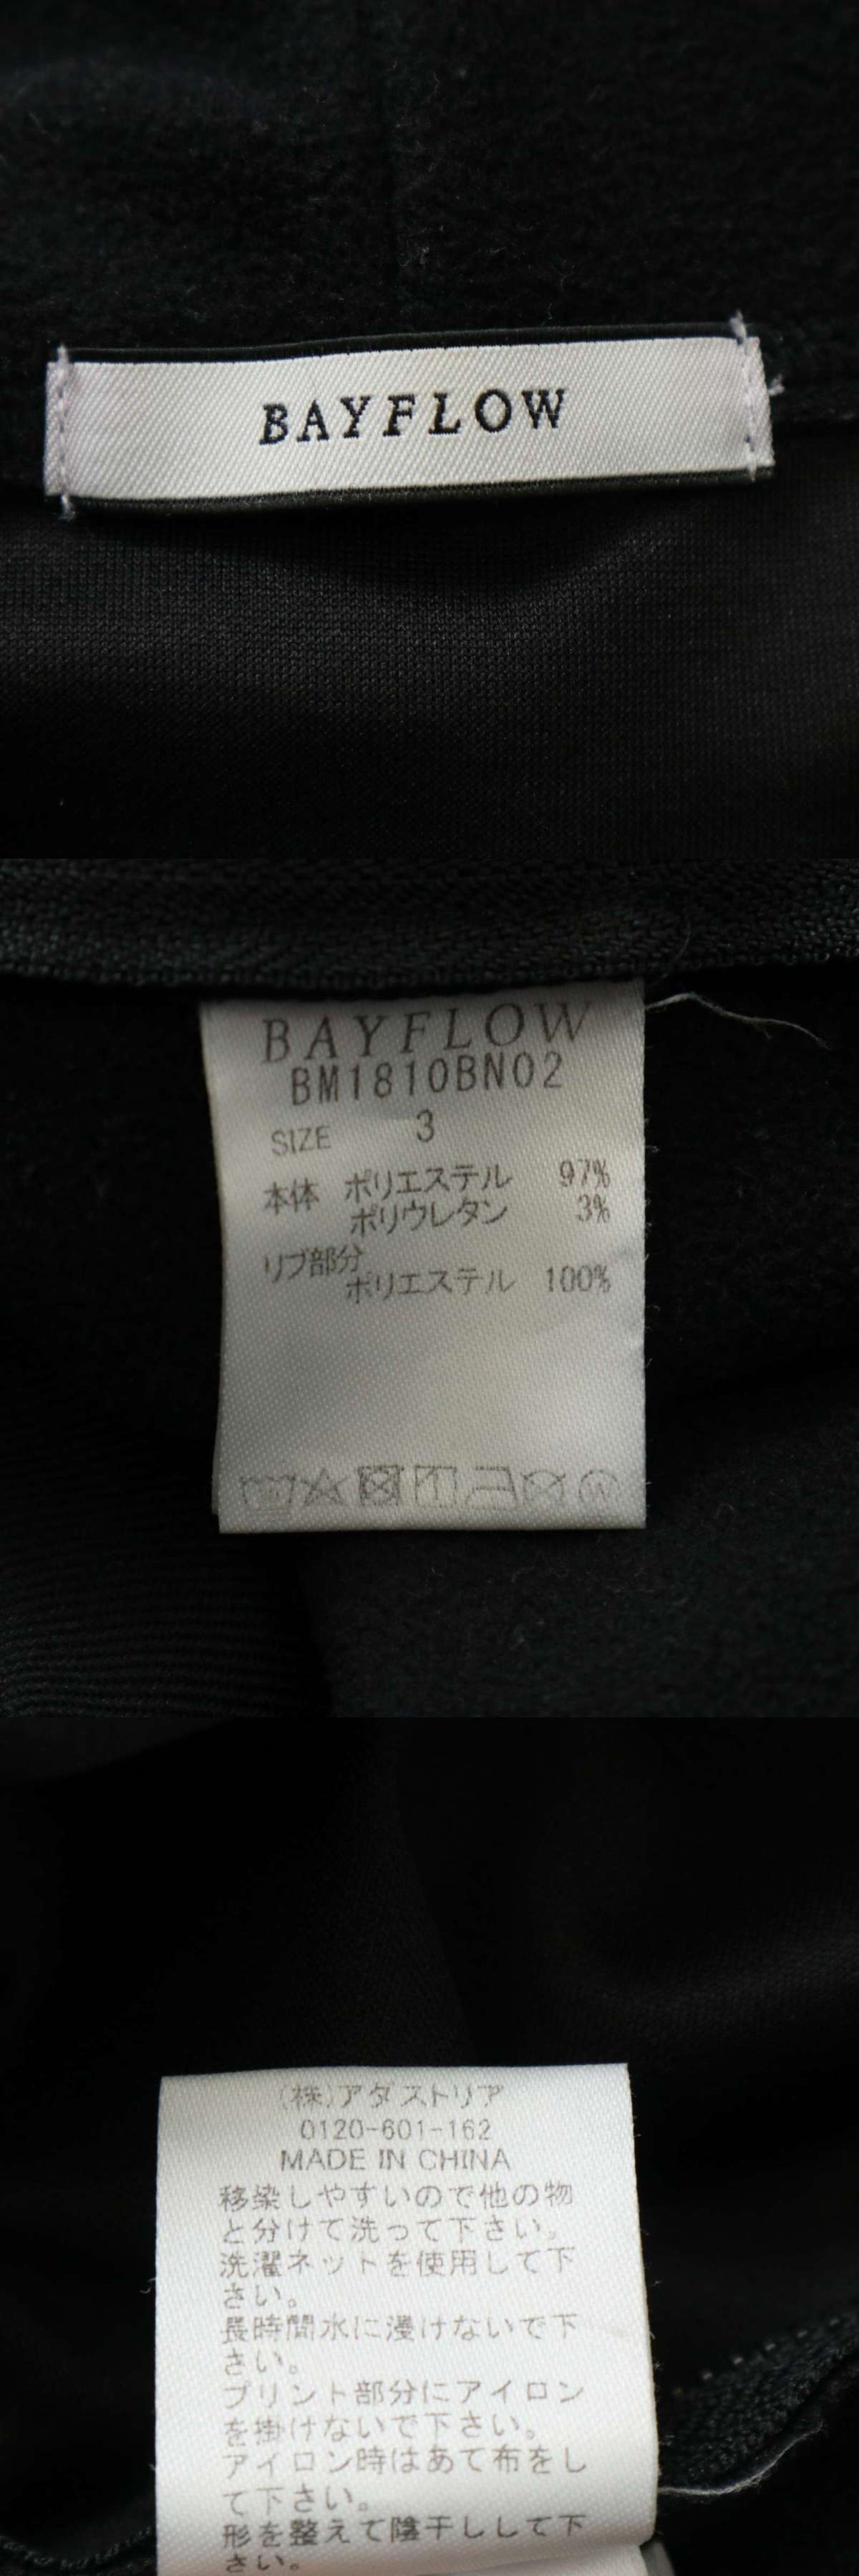 BAYFLOW
BAYFLOW
BM1810BN02
SIZE 3
本体 ポリエステル 97%
ポリウレタン 3%
リブ部分
ポリエステル 100%
(株)アダストリア
0120-601-162
MADE IN CHINA
移染しやすいので他の物
と分けて洗って下さい。
洗濯ネットを使用して下
さい。
長時間水に浸けないで下
さい。
プリント部分にアイロン
を掛けないで下さい。
アイロン時はあて布をし
て下さい。
形を整えて陰干しして下
さい。